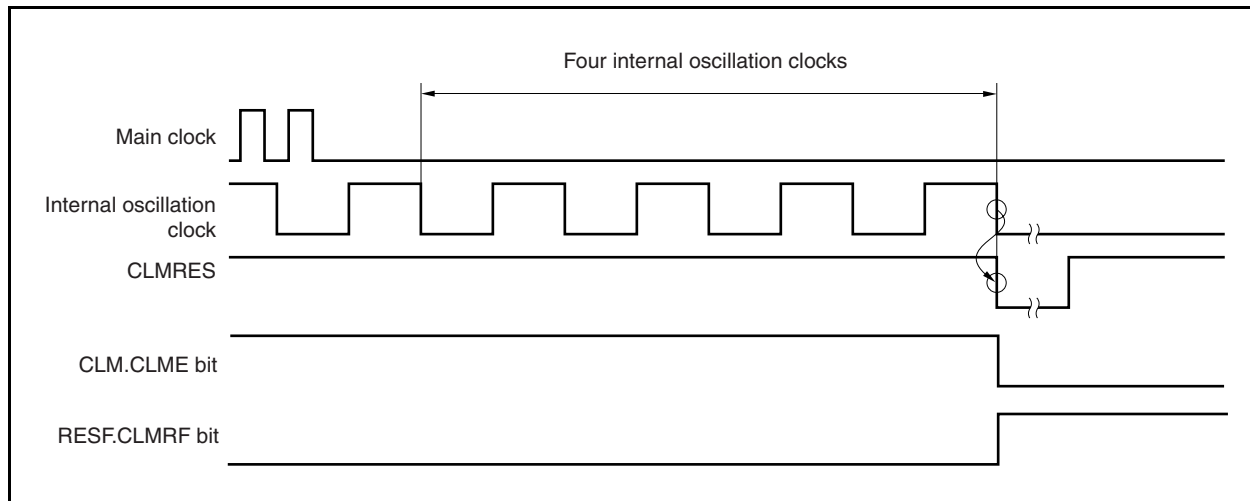 Four internal oscillation clocks
Main clock
Internal oscillation
clock
CLMRES
CLM.CLME bit
RESF.CLMRF bit